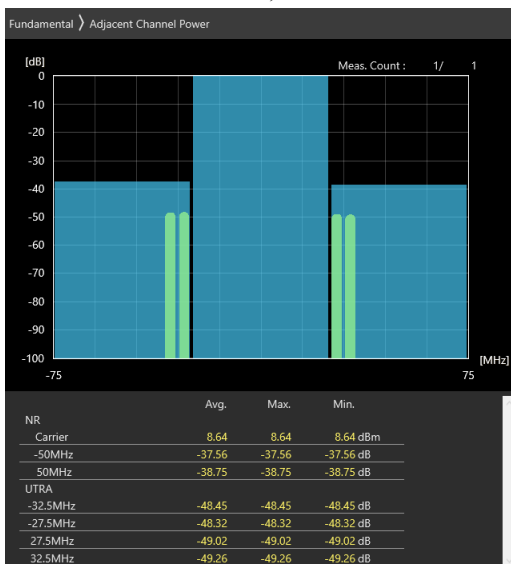 Fundamental 〉 Adjacent Channel Power
[dB]
Meas. Count : 1/ 1
0
-10
-20
-30
-40
-50
-60
-70
-80
-90
-100
[MHz]
-75 75
Avg. Max. Min.
NR
Carrier 8.64 8.64 8.64 dBm
-50MHz -37.56 -37.56 -37.56 dB
50MHz -38.75 -38.75 -38.75 dB
UTRA
-32.5MHz -48.45 -48.45 -48.45 dB
-27.5MHz -48.32 -48.32 -48.32 dB
27.5MHz -49.02 -49.02 -49.02 dB
32.5MHz -49.26 -49.26 -49.26 dB